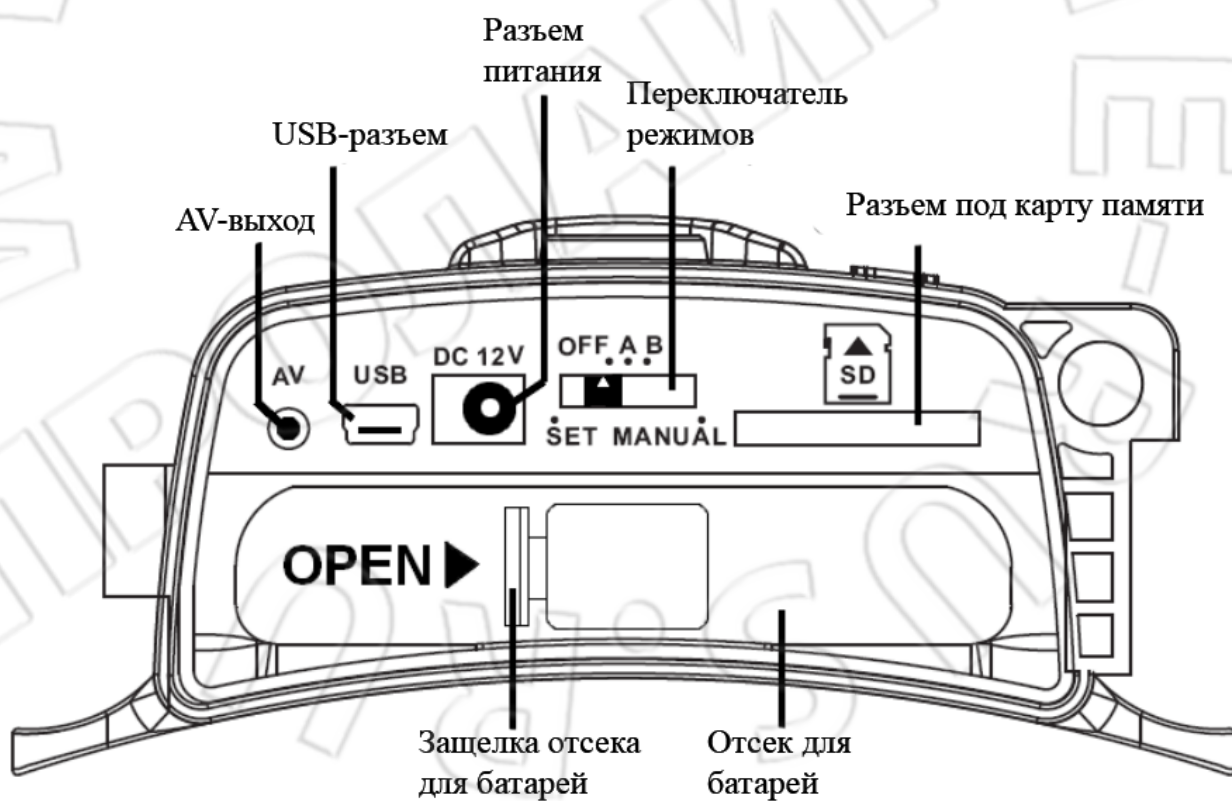 Разъем
питания
Переключатель
режимов
USB-разъем
AV-выход
Разъем под карту памяти
DC 12V
OFF A B
AV
USB
SD
SET MANUAL
OPEN
Защелка отсека
для батарей
Отсек для
батарей